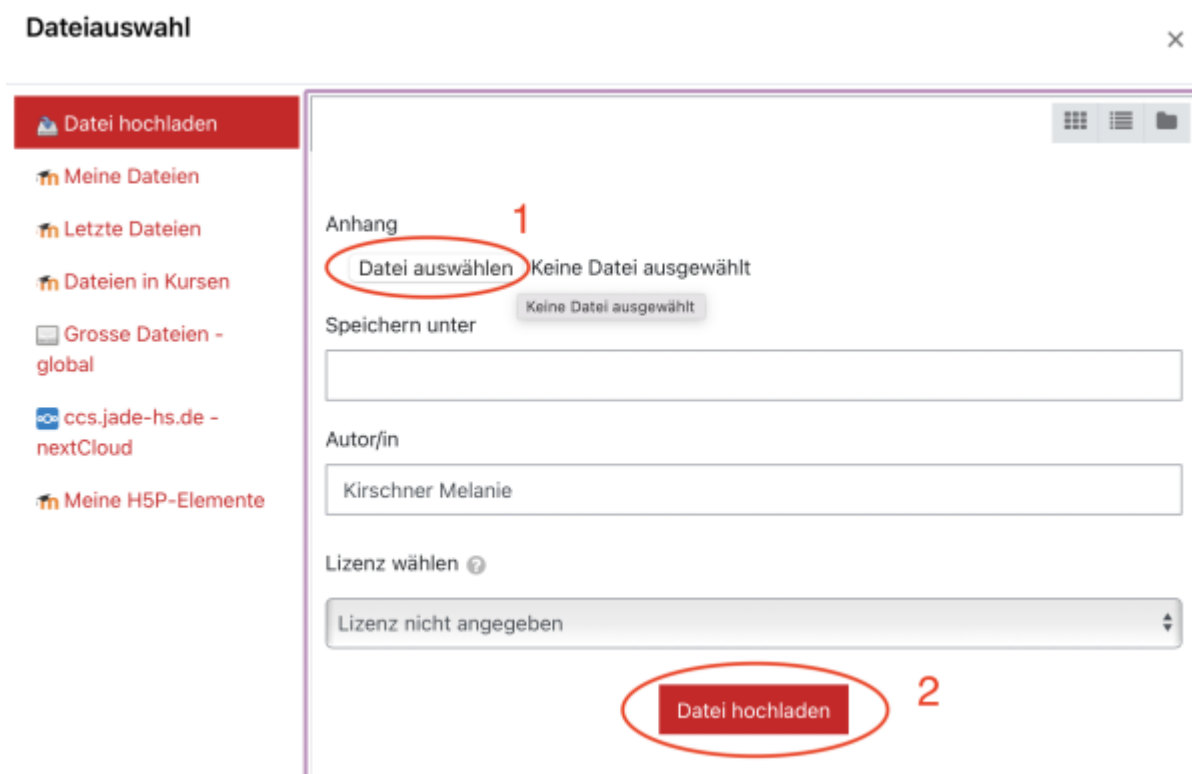 Dateiauswahl
Datei hochladen
Meine Dateien
Letzte Dateien
Dateien in Kursen
Grosse Dateien -
global
ccs.jade-hs.de -
nextCloud
Meine H5P-Elemente
Anhang
1
Datei auswählen Keine Datei ausgewählt
Keine Datei ausgewählt
Speichern unter
Autor/in
Kirschner Melanie
Lizenz wählen
Lizenz nicht angegeben
Datei hochladen
2